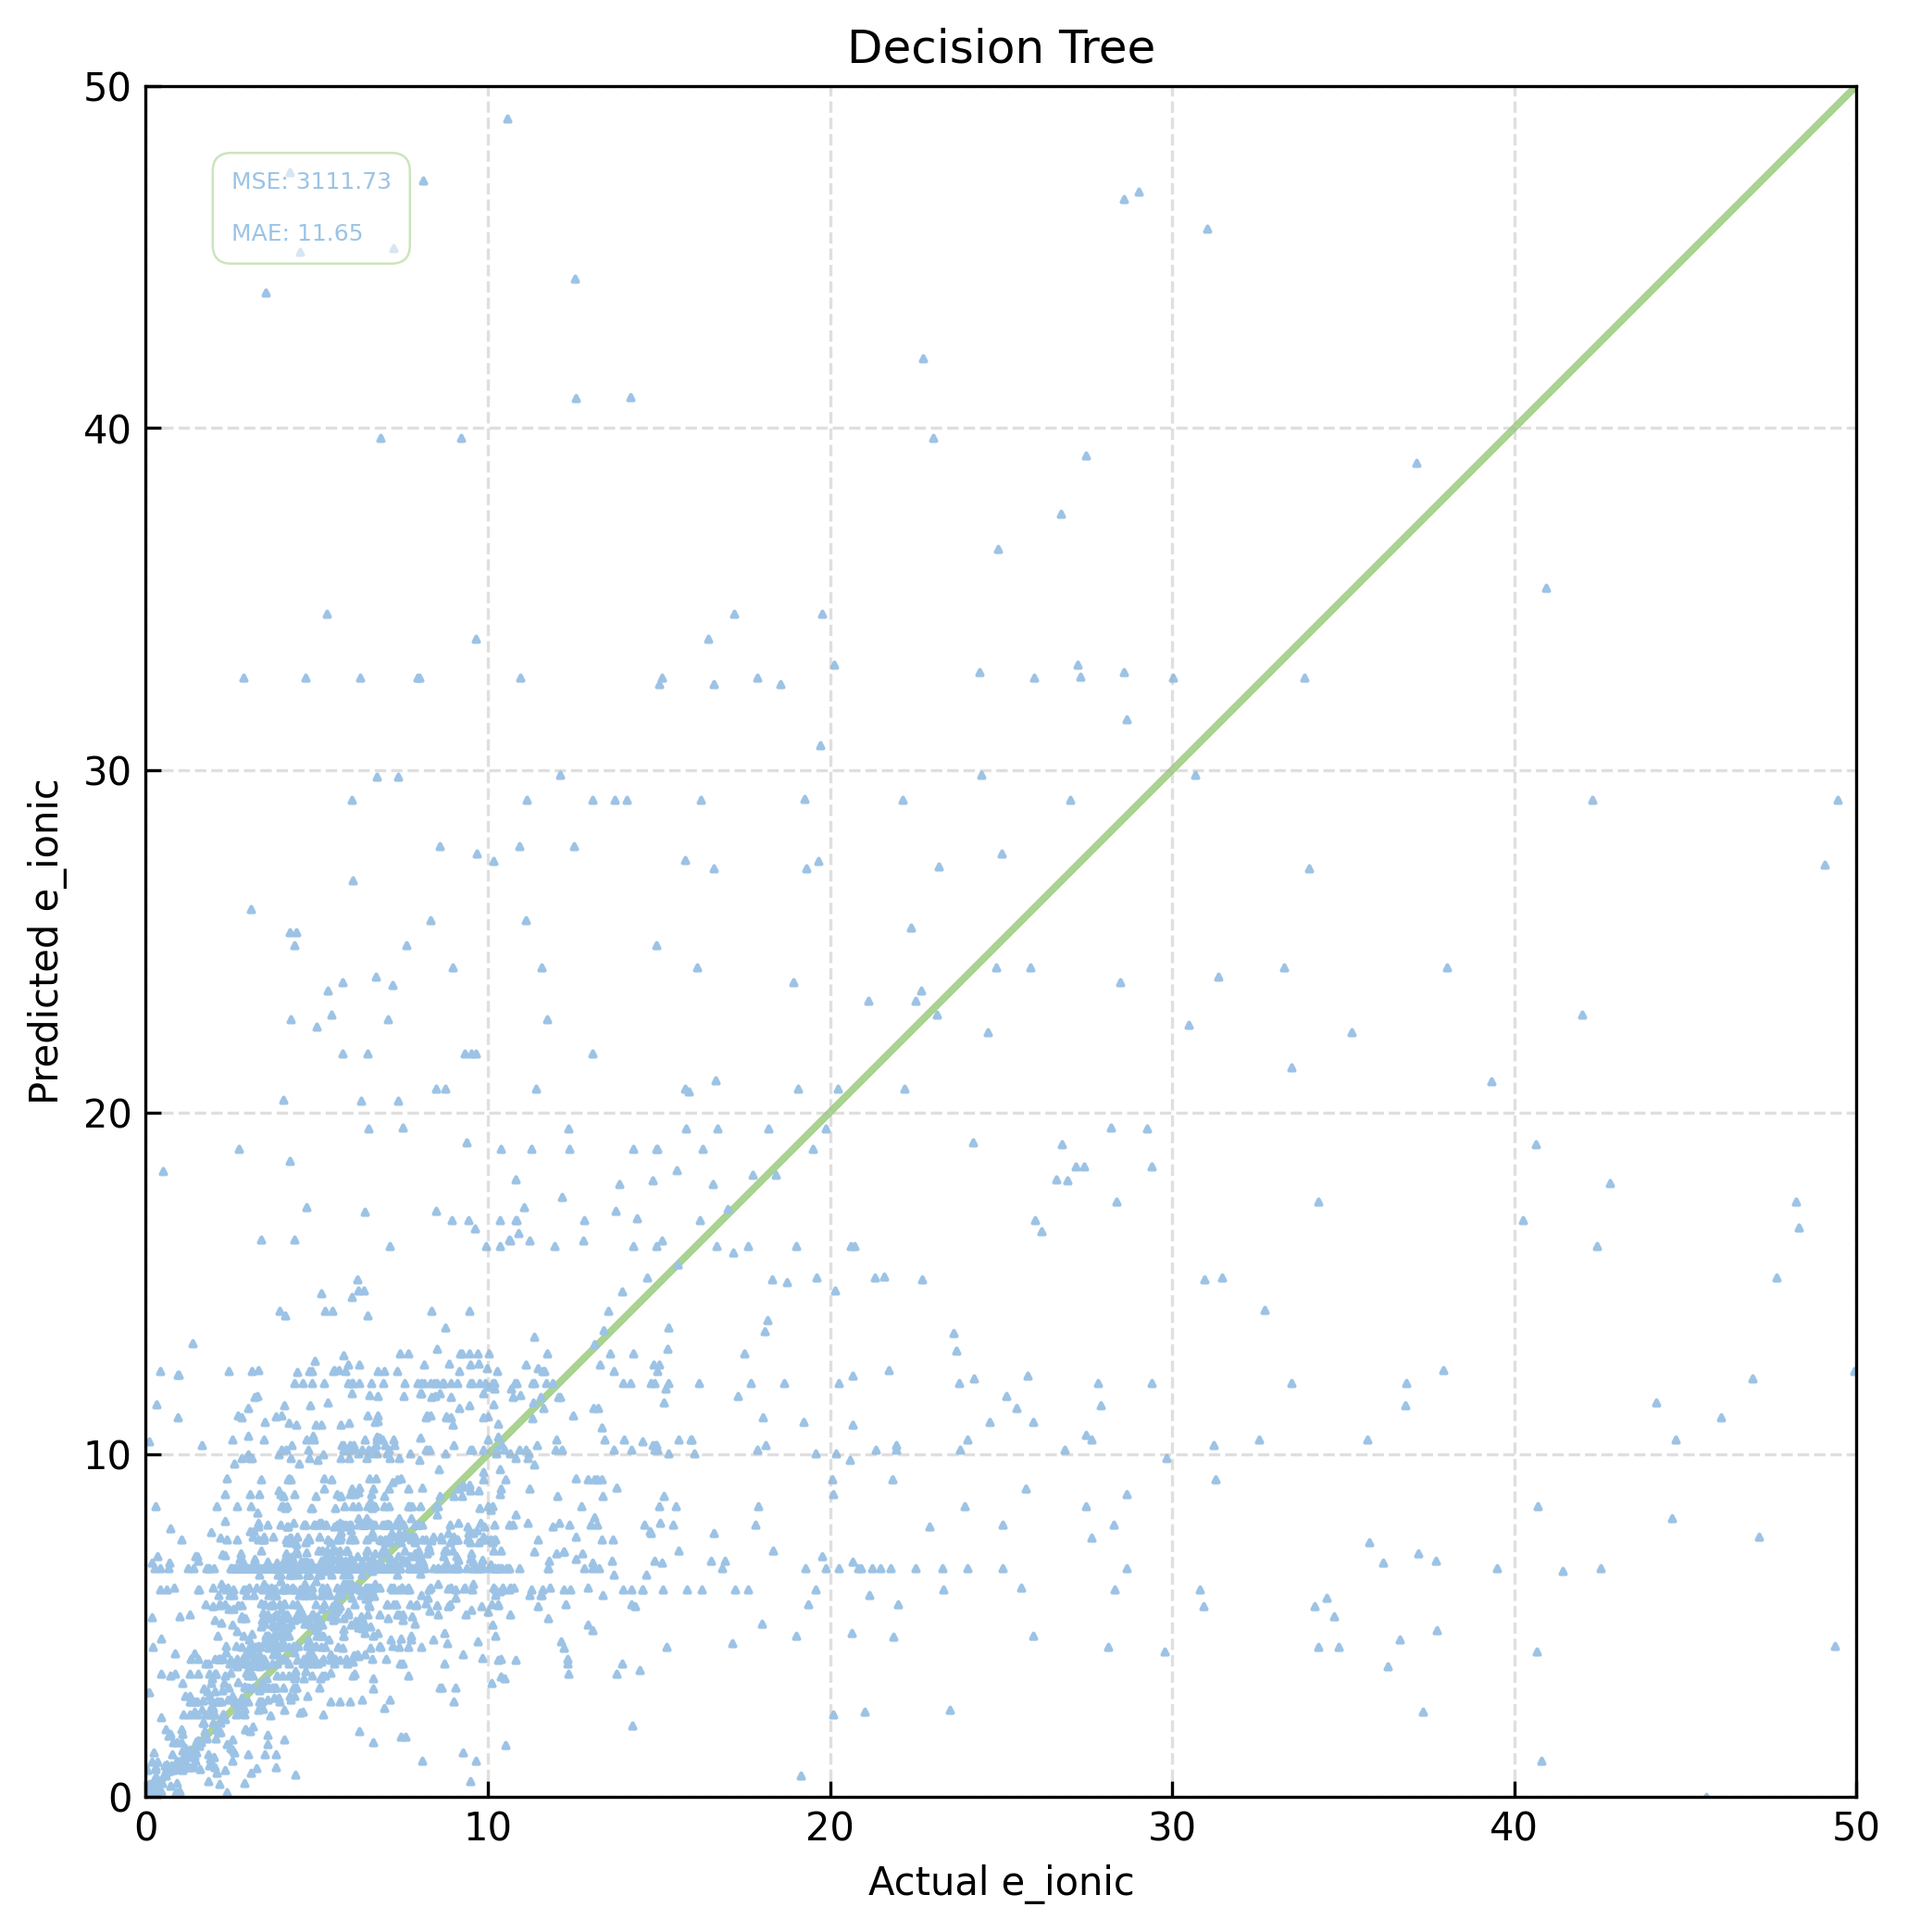 Decision Tree
MSE: 3111.73
MAE: 11.65
Predicted e_ionic
50
40
30
20
10
0
0 10 20 30 40 50
Actual e_ionic